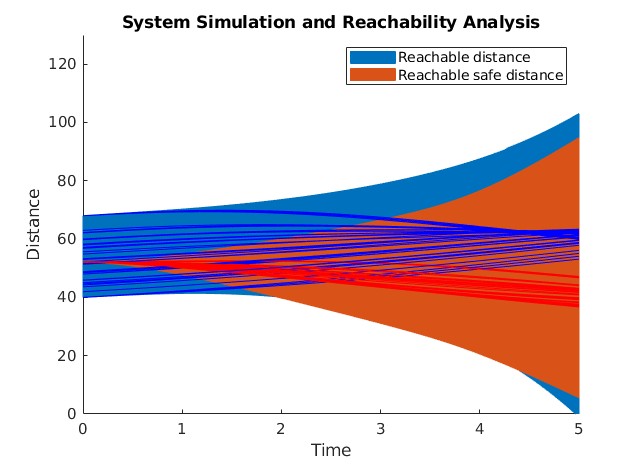 System Simulation and Reachability Analysis
Reachable distance
Reachable safe distance
120
100
80
60
40
20
0
Distance
0 1 2 3 4 5
Time